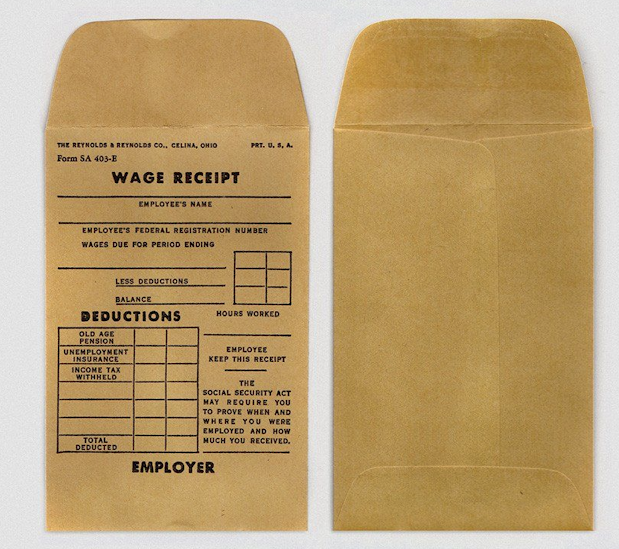 THE REYNOLDS & REYNOLDS CO., CELINA, OHIO PRT. U. S. A.
Form SA 403-E
WAGE RECEIPT
EMPLOYEE'S NAME
EMPLOYEE'S FEDERAL REGISTRATION NUMBER
WAGES DUE FOR PERIOD ENDING
LESS DEDUCTIONS
BALANCE
DEDUCTIONS
HOURS WORKED
OLD AGE
PENSION
UNEMPLOYMENT
INSURANCE
INCOME TAX
WITHHELD
TOTAL
DEDUCTED
EMPLOYEE
KEEP THIS RECEIPT
THE
SOCIAL SECURITY ACT
MAY REQUIRE YOU
TO PROVE WHEN AND
WHERE YOU WERE
EMPLOYED AND HOW
MUCH YOU RECEIVED.
EMPLOYER